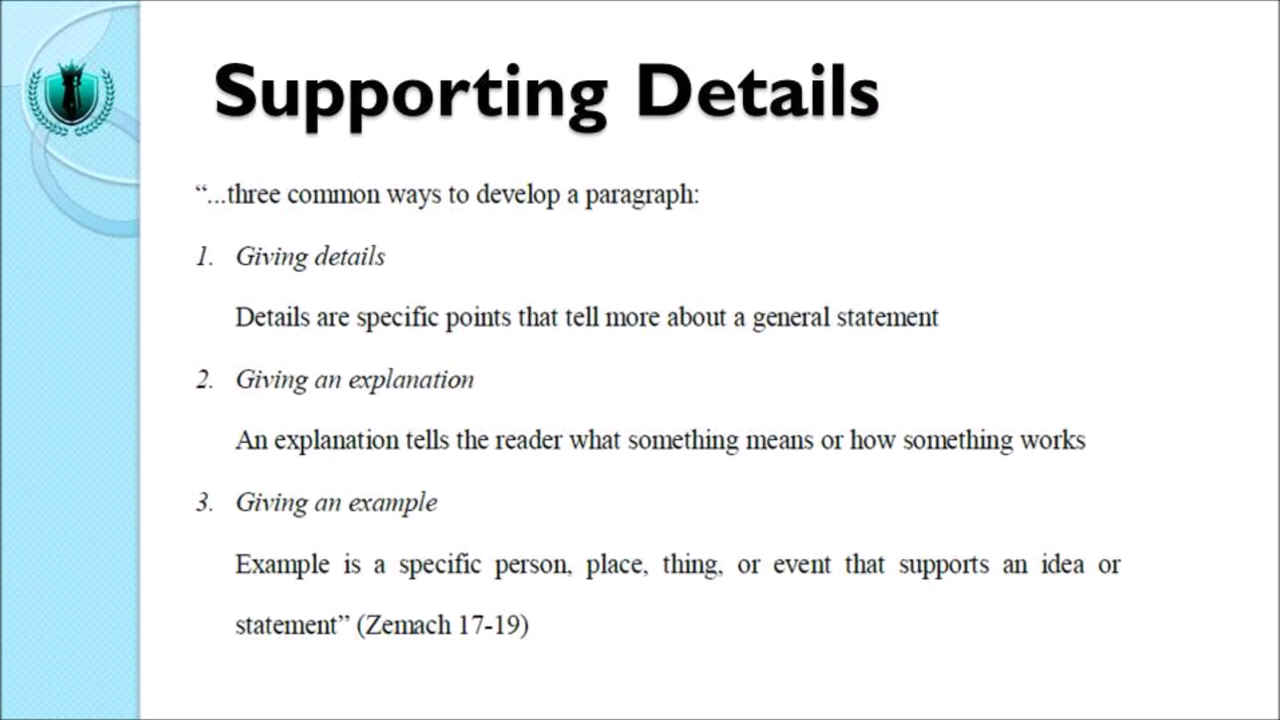 Supporting Details
“...three common ways to develop a paragraph:
1. Giving details
Details are specific points that tell more about a general statement
2. Giving an explanation
An explanation tells the reader what something means or how something works
3. Giving an example
Example is a specific person, place, thing, or event that supports an idea or
statement” (Zemach 17-19)